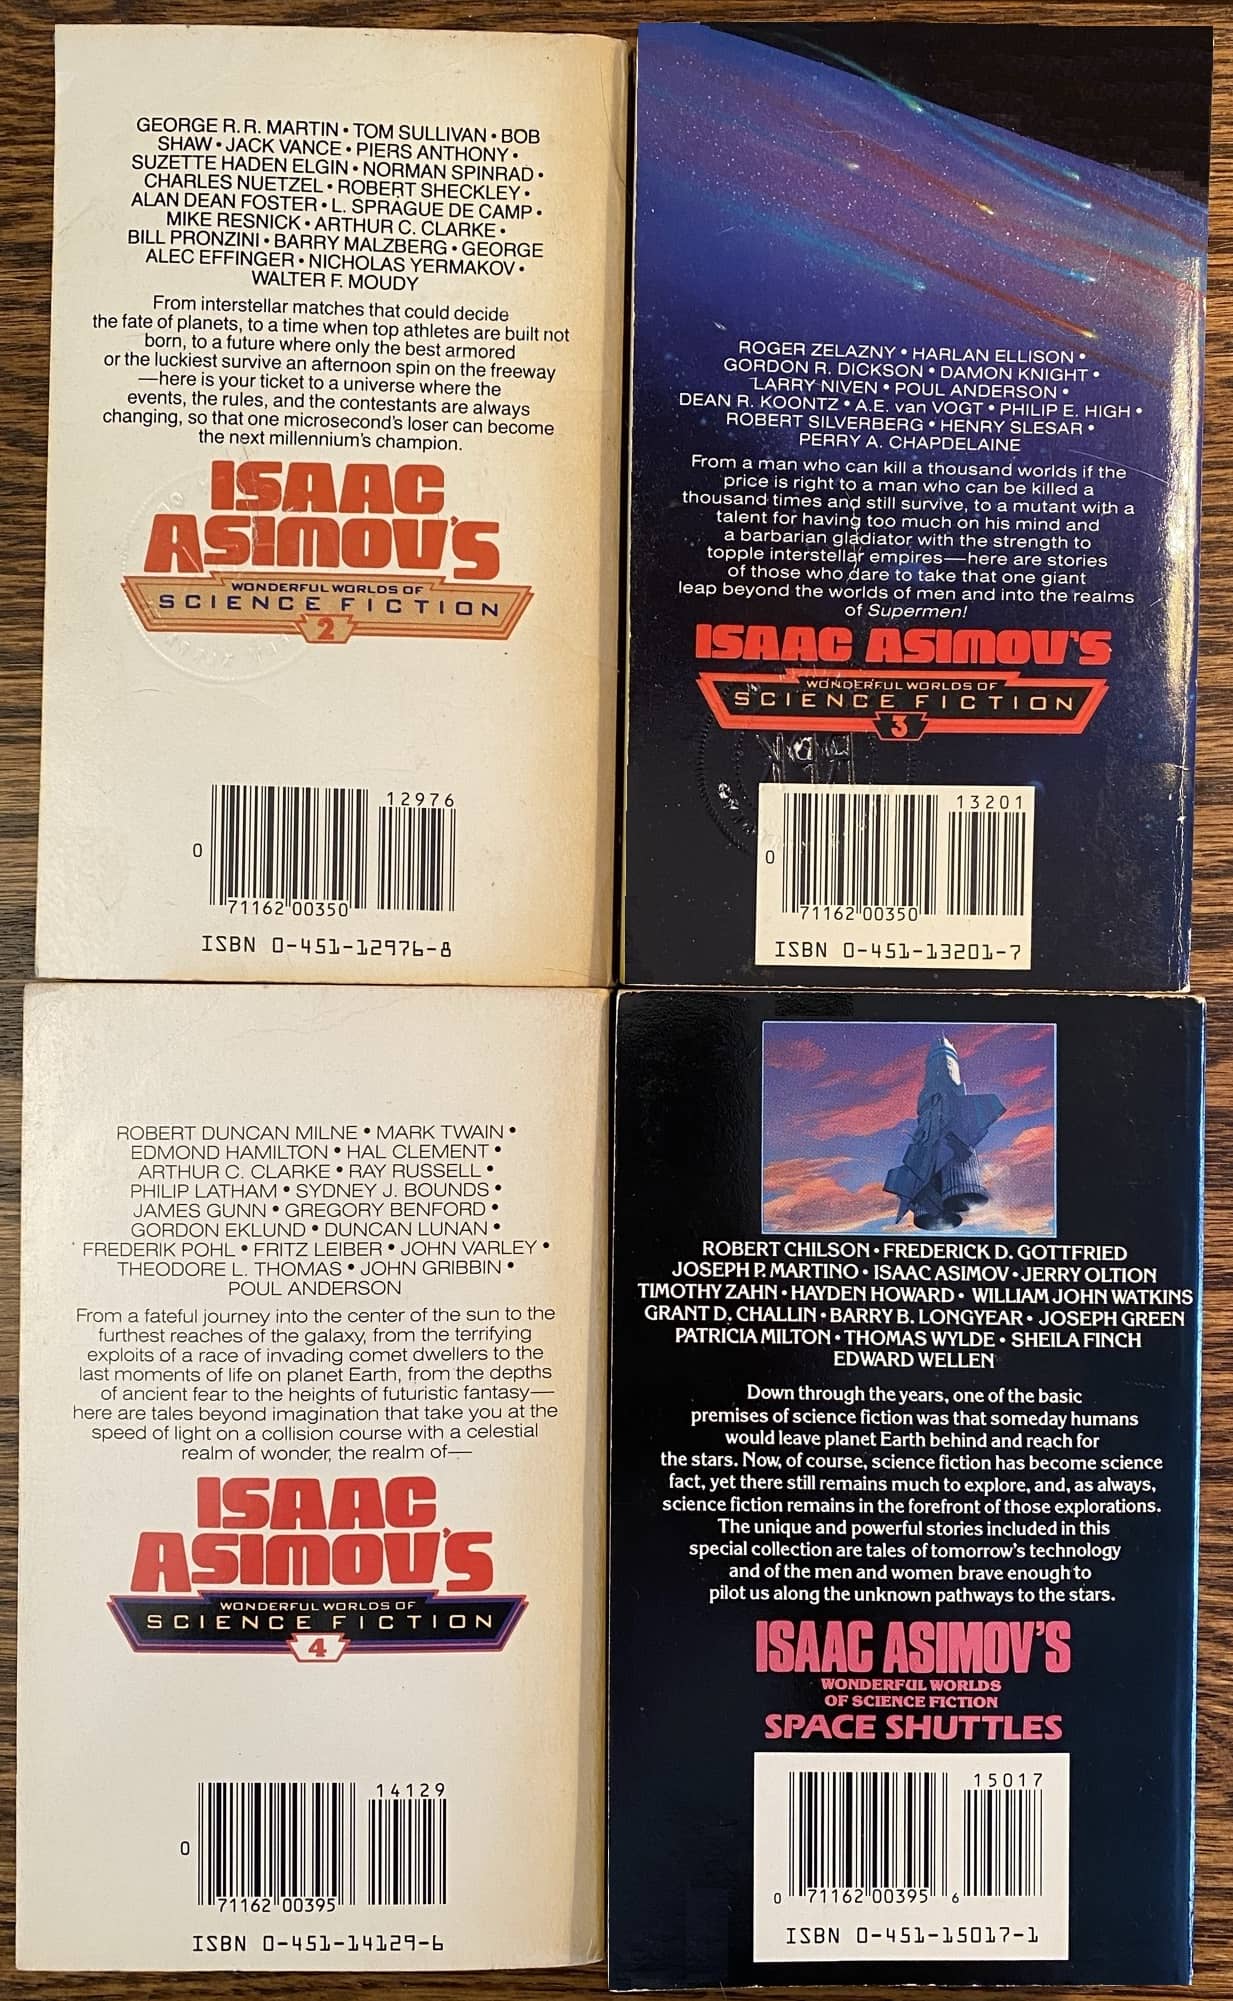 GEORGE R.R. MARTIN • TOM SULLIVAN • BOB
SHAW • JACK VANCE • PIERS ANTHONY •
SUZETTE HADEN ELGIN • NORMAN SPINRAD •
CHARLES NUETZEL • ROBERT SHECKLEY •
ALAN DEAN FOSTER • L. SPRAGUE DE CAMP •
MIKE RESNICK • ARTHUR C. CLARKE •
BILL PRONZINI • BARRY MALZBERG • GEORGE
ALEC EFFINGER • NICHOLAS YERMAKOV •
WALTER F. MOUDY
From interstellar matches that could decide
the fate of planets, to a time when top athletes are built not
born, to a future where only the best armored
or the luckiest survive an afternoon spin on the freeway
—here is your ticket to a universe where the
events, the rules, and the contestants are always
changing, so that one microsecond's loser can become
the next millennium's champion.
ISAAC
ASIMOV'S
WONDERFUL WORLDS OF
SCIENCE FICTION
2
12976
0
71162 00350
ISBN 0-451-12976-8
ROGER ZELAZNY • HARLAN ELLISON •
GORDON R. DICKSON • DAMON KNIGHT •
LARRY NIVEN • POUL ANDERSON •
DEAN R. KOONTZ • A.E. van VOGT • PHILIP E. HIGH •
ROBERT SILVERBERG • HENRY SLESAR •
PERRY A. CHAPDELAINE
From a man who can kill a thousand worlds if the
price is right to a man who can be killed a
thousand times and still survive, to a mutant with a
talent for having too much on his mind and
a barbarian gladiator with the strength to
topple interstellar empires—here are stories
of those who dare to take that one giant
leap beyond the worlds of men and into the realms
of Supermen!
ISAAC ASIMOV'S
WONDERFUL WORLDS OF
SCIENCE FICTION
3
13201
0
71162 00350
ISBN 0-451-13201-7
ROBERT DUNCAN MILNE • MARK TWAIN •
EDMOND HAMILTON • HAL CLEMENT •
ARTHUR C. CLARKE • RAY RUSSELL •
PHILIP LATHAM • SYDNEY J. BOUNDS •
JAMES GUNN • GREGORY BENFORD •
GORDON EKLUND • DUNCAN LUNAN •
FREDERIK POHL • FRITZ LEIBER • JOHN VARLEY •
THEODORE L. THOMAS • JOHN GRIBBIN •
POUL ANDERSON
From a fateful journey into the center of the sun to the
furthest reaches of the galaxy, from the terrifying
exploits of a race of invading comet dwellers to the
last moments of life on planet Earth, from the depths
of ancient fear to the heights of futuristic fantasy—
here are tales beyond imagination that take you at the
speed of light on a collision course with a celestial
realm of wonder, the realm of—
ISAAC
ASIMOV'S
WONDERFUL WORLDS OF
SCIENCE FICTION
4
14129
0
71162 00395
ISBN 0-451-14129-6
ROBERT CHILSON • FREDERICK D. GOTTFRIED
JOSEPH P. MARTINO • ISAAC ASIMOV • JERRY OLTION
TIMOTHY ZAHN • HAYDEN HOWARD • WILLIAM JOHN WATKINS
GRANT D. CHALLIN • BARRY B. LONGYEAR • JOSEPH GREEN
PATRICIA MILTON • THOMAS WYLDE • SHEILA FINCH
EDWARD WELLEN
Down through the years, one of the basic
premises of science fiction was that someday humans
would leave planet Earth behind and reach for
the stars. Now, of course, science fiction has become science
fact, yet there still remains much to explore, and, as always,
science fiction remains in the forefront of those explorations.
The unique and powerful stories included in this
special collection are tales of tomorrow's technology
and of the men and women brave enough to
pilot us along the unknown pathways to the stars.
ISAAC ASIMOV'S
WONDERFUL WORLDS
OF SCIENCE FICTION
SPACE SHUTTLES
15017
0 71162 00395 6
ISBN 0-451-15017-1